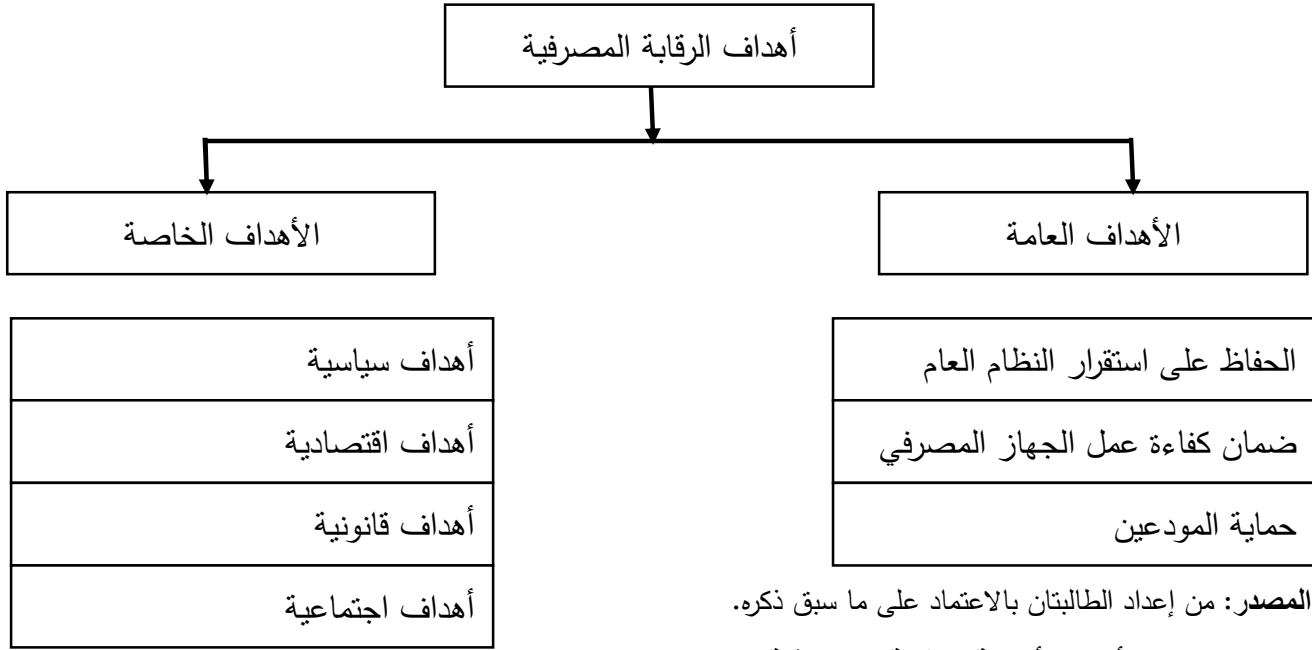 أهداف الرقابة المصرفية
الأهداف العامة
الأهداف الخاصة
الحفاظ على استقرار النظام العام
ضمان كفاءة عمل الجهاز المصرفي
حماية المودعين
أهداف سياسية
أهداف اقتصادية
أهداف قانونية
أهداف اجتماعية
المصدر: من إعداد الطالبتان بالاعتماد على ما سبق ذكره.